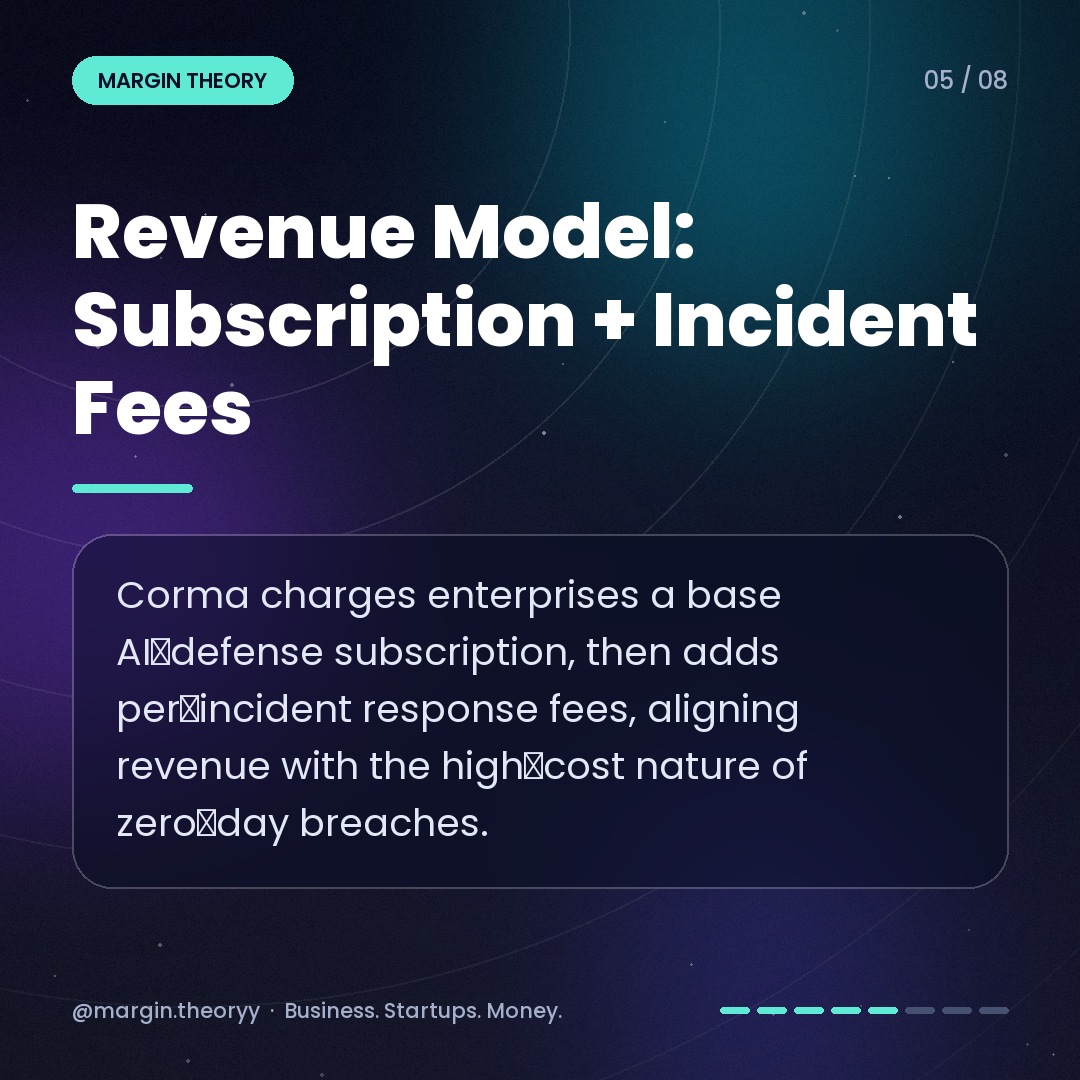 MARGIN THEORY
05 / 08
Revenue Model:
Subscription + Incident
Fees
Corma charges enterprises a base
AI☒defense subscription, then adds
per☒incident response fees, aligning
revenue with the high☒cost nature of
zero☒day breaches.
@margin.theoryy · Business. Startups. Money.